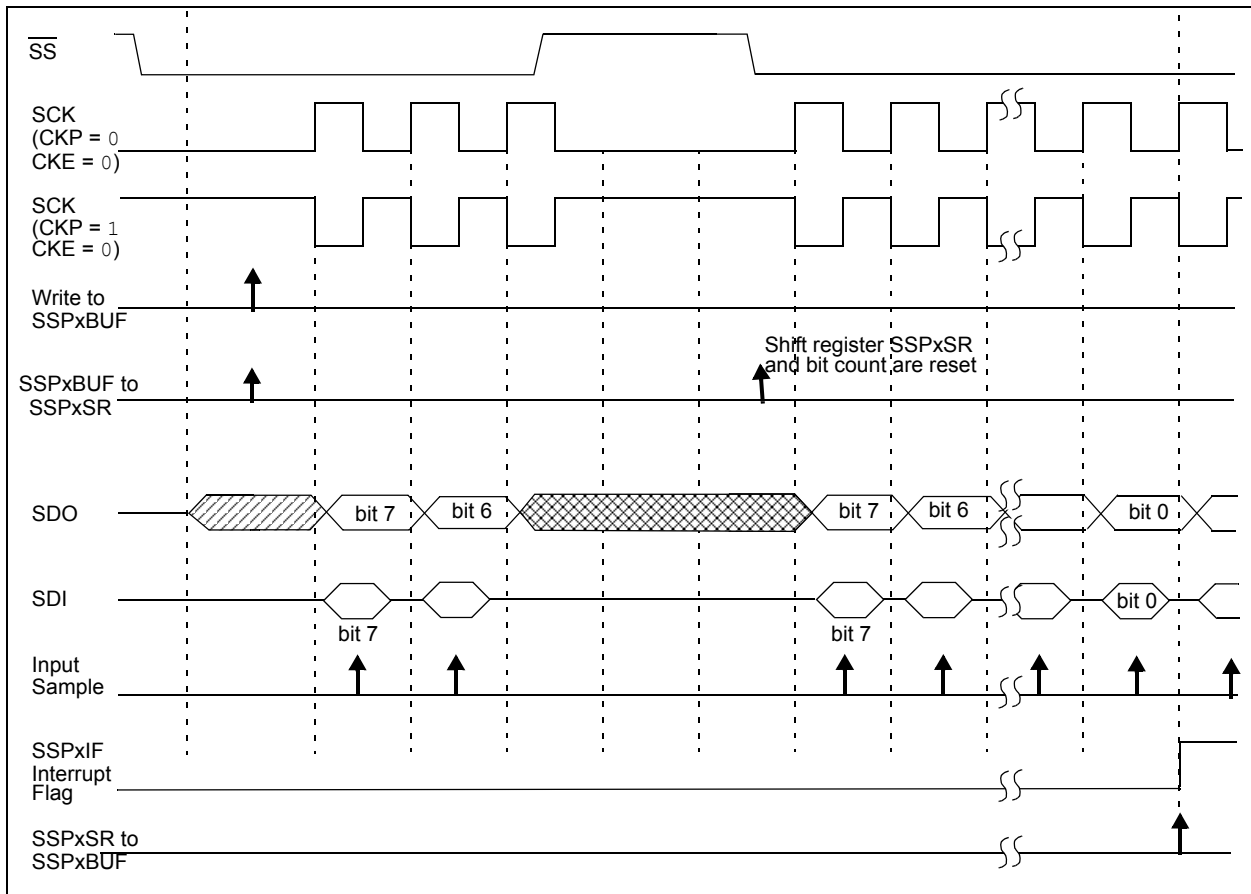 SS
SCK
(CKP = 0
CKE = 0)
SCK
(CKP = 1
CKE = 0)
Write to
SSPxBUF
Shift register SSPxSR
and bit count are reset
SSPxBUF to
SSPxSR
SDO
bit 7
bit 6
bit 7
bit 6
bit 0
SDI
bit 0
bit 7
bit 7
Input
Sample
SSPxIF
Interrupt
Flag
SSPxSR to
SSPxBUF